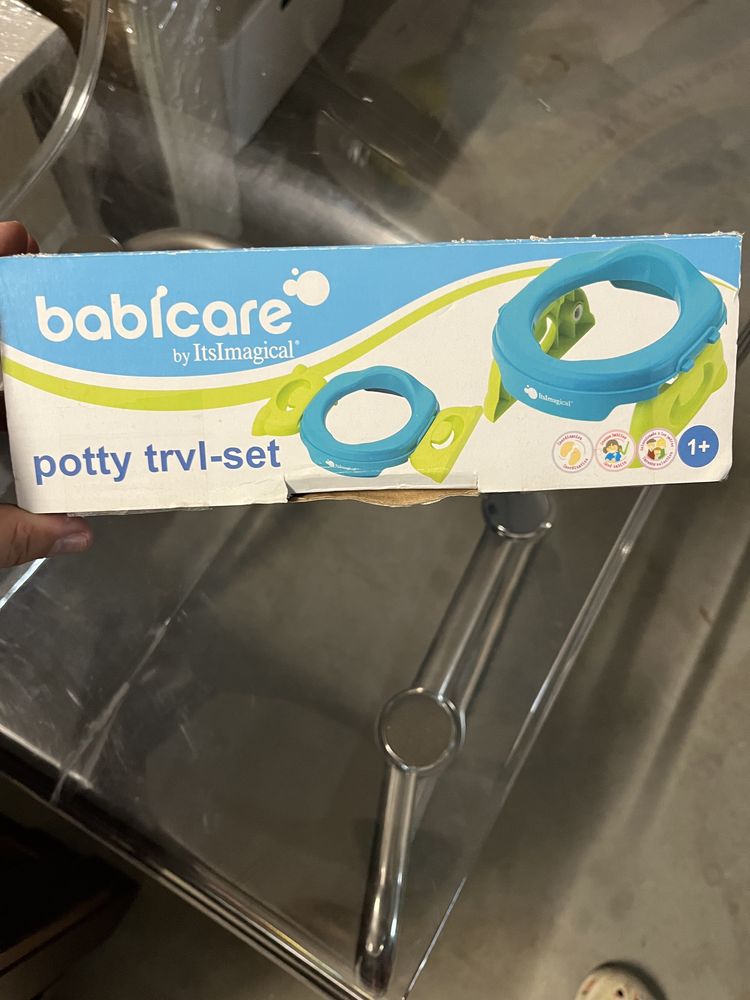 babicare
by ItsImagical®
potty trvl-set
ItsImagical®
1+